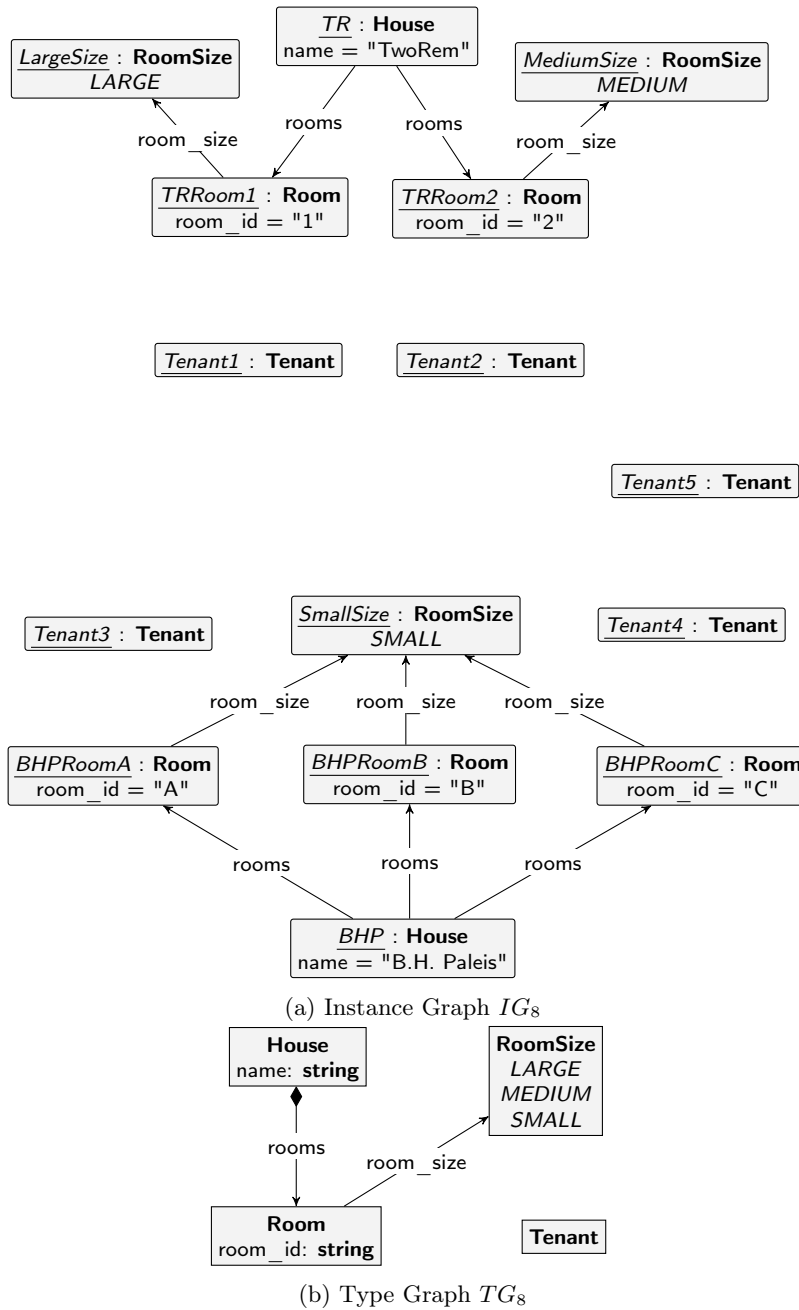 TR : House
name = "TwoRem"
LargeSize : RoomSize
LARGE
MediumSize : RoomSize
MEDIUM
rooms
rooms
room_size
room_size
TRRoom1 : Room
room_id = "1"
TRRoom2 : Room
room_id = "2"
Tenant1 : Tenant
Tenant2 : Tenant
Tenant5 : Tenant
Tenant3 : Tenant
SmallSize : RoomSize
SMALL
Tenant4 : Tenant
room_size
room_size
room_size
BHPRoomA : Room
room_id = "A"
BHPRoomB : Room
room_id = "B"
BHPRoomC : Room
room_id = "C"
rooms
rooms
rooms
BHP : House
name = "B.H. Paleis"
(a) Instance Graph IG8
House
name: string
RoomSize
LARGE
MEDIUM
SMALL
rooms
room_size
Room
room_id: string
Tenant
(b) Type Graph TG8